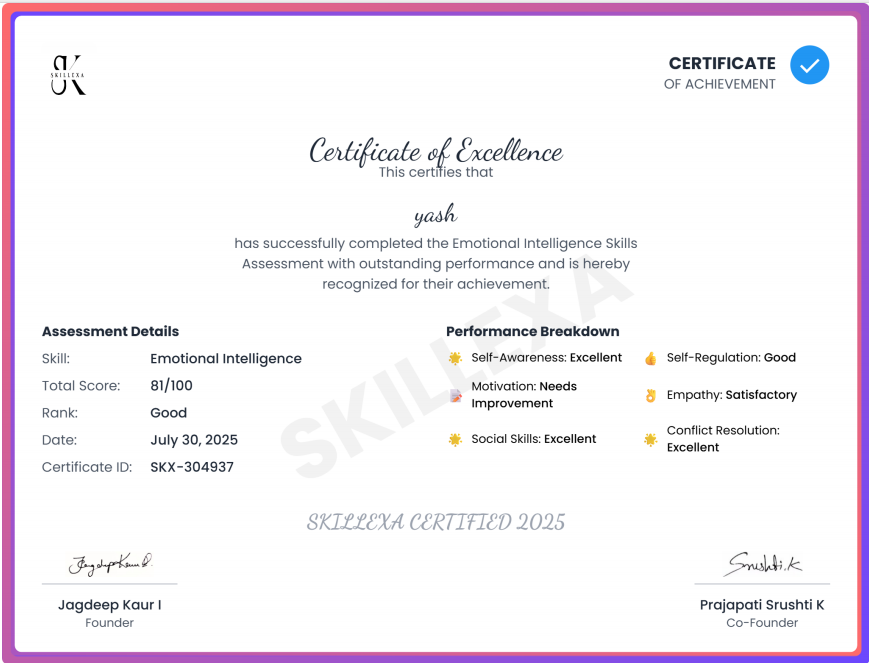 SKILLEXA
CERTIFICATE
OF ACHIEVEMENT
Certificate of Excellence
This certifies that
yash
has successfully completed the Emotional Intelligence Skills
Assessment with outstanding performance and is hereby
recognized for their achievement.
SKILLEXA
Assessment Details
Skill: Emotional Intelligence
Total Score: 81/100
Rank: Good
Date: July 30, 2025
Certificate ID: SKX-304937
Performance Breakdown
Self-Awareness: Excellent
Self-Regulation: Good
Motivation: Needs
Improvement
Empathy: Satisfactory
Social Skills: Excellent
Conflict Resolution:
Excellent
SKILLEXA CERTIFIED 2025
Jagdeep Kaur I
Jagdeep Kaur I
Founder
Srushti.K
Prajapati Srushti K
Co-Founder